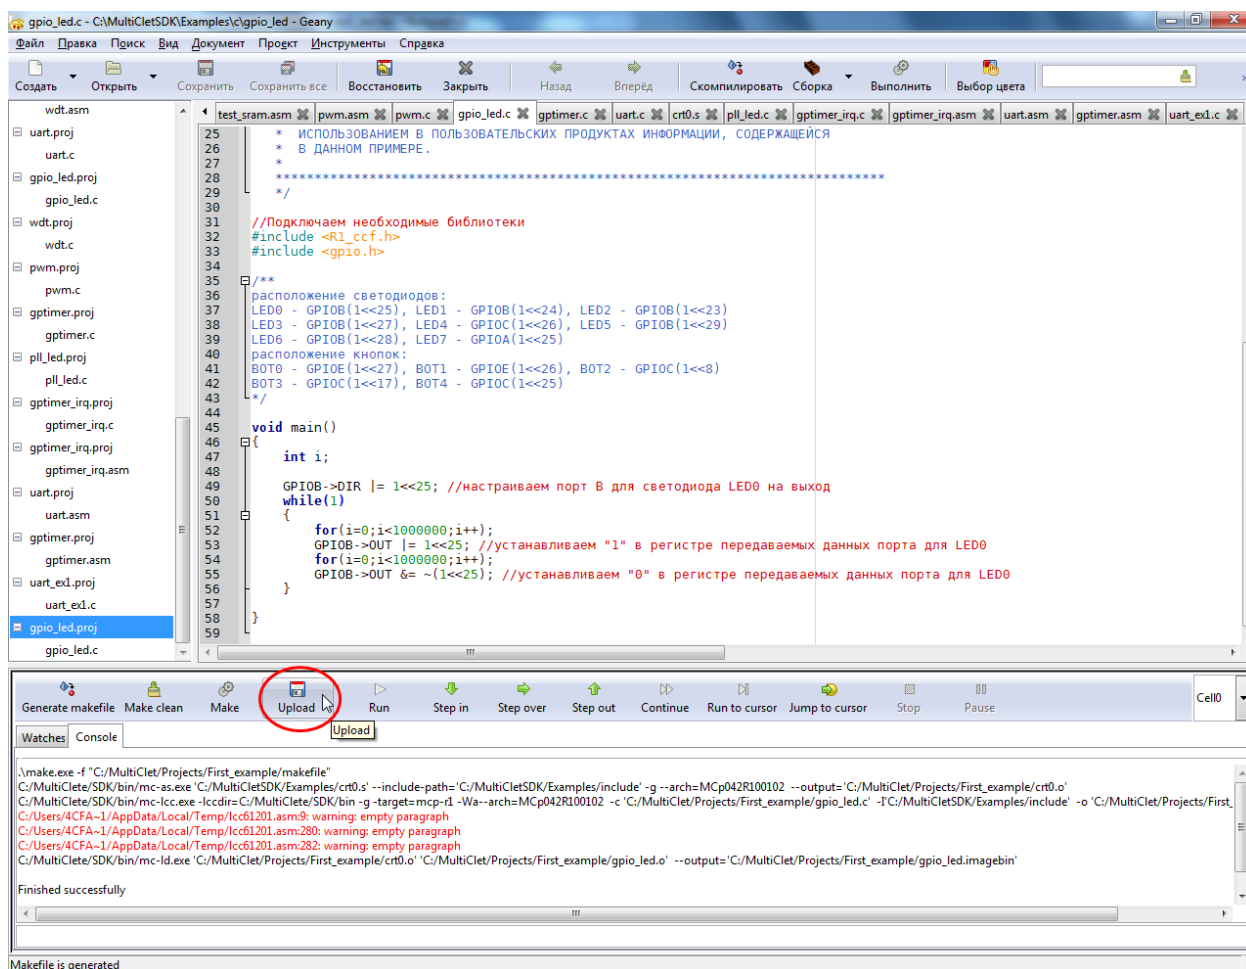 gpio_led.c - C:\MultiCletSDK\Examples\c\gpio_led - Geany
Файл Правка Поиск Вид Документ Проект Инструменты Справка
Создать Открыть Сохранить Сохранить все Восстановить Закрыть Назад Вперёд Скомпилировать Сборка Выполнить Выбор цвета
test_sram.asm pwm.asm pwm.c gpio_led.c gptimer.c uart.c crt0.s pll_led.c gptimer_irq.c gptimer_irq.asm uart.asm gptimer.asm uart_ex1.c
wdt.asm
uart.proj
uart.c
gpio_led.proj
gpio_led.c
wdt.proj
wdt.c
pwm.proj
pwm.c
gptimer.proj
gptimer.c
pll_led.proj
pll_led.c
gptimer_irq.proj
gptimer_irq.c
gptimer_irq.proj
gptimer_irq.asm
uart.proj
uart.asm
gptimer.proj
gptimer.asm
uart_ex1.proj
uart_ex1.c
gpio_led.proj
gpio_led.c
25 * ИСПОЛЬЗОВАНИЕМ В ПОЛЬЗОВАТЕЛЬСКИХ ПРОДУКТАХ ИНФОРМАЦИИ, СОДЕРЖАЩЕЙСЯ
26 * В ДАННОМ ПРИМЕРЕ.
27 *
28 ******************************************************************************
29 */
30
31 //Подключаем необходимые библиотеки
32 #include <R1_ccf.h>
33 #include <gpio.h>
34
35 /**
36 расположение светодиодов:
37 LED0 - GPIOB(1<<25), LED1 - GPIOB(1<<24), LED2 - GPIOB(1<<23)
38 LED3 - GPIOB(1<<27), LED4 - GPIOC(1<<26), LED5 - GPIOB(1<<29)
39 LED6 - GPIOB(1<<28), LED7 - GPIOA(1<<25)
40 расположение кнопок:
41 BOT0 - GPIOE(1<<27), BOT1 - GPIOE(1<<26), BOT2 - GPIOC(1<<8)
42 BOT3 - GPIOC(1<<17), BOT4 - GPIOC(1<<25)
43 */
44
45 void main()
46 {
47 int i;
48
49 GPIOB->DIR |= 1<<25; //настраиваем порт B для светодиода LED0 на выход
50 while(1)
51 {
52 for(i=0;i<1000000;i++);
53 GPIOB->OUT |= 1<<25; //устанавливаем "1" в регистре передаваемых данных порта для LED0
54 for(i=0;i<1000000;i++);
55 GPIOB->OUT &= ~(1<<25); //устанавливаем "0" в регистре передаваемых данных порта для LED0
56 }
57
58 }
59
Generate makefile Make clean Make Upload Run Step in Step over Step out Continue Run to cursor Jump to cursor Stop Pause Cell0
Upload
Watches Console
.\make.exe -f "C:/MultiClet/Projects/First_example/makefile"
C:/MultiClete/SDK/bin/mc-as.exe 'C:/MultiCletSDK/Examples/crt0.s' --include-path='C:/MultiCletSDK/Examples/include' -g --arch=MCp042R100102 --output='C:/MultiClet/Projects/First_example/crt0.o'
C:/MultiClete/SDK/bin/mc-lcc.exe -lccdir=C:/MultiClete/SDK/bin -g -target=mcp-r1 -Wa--arch=MCp042R100102 -c 'C:/MultiClet/Projects/First_example/gpio_led.c' -I'C:/MultiCletSDK/Examples/include' -o 'C:/MultiClet/Projects/First_
C:/Users/4CFA~1/AppData/Local/Temp/lcc61201.asm:9: warning: empty paragraph
C:/Users/4CFA~1/AppData/Local/Temp/lcc61201.asm:280: warning: empty paragraph
C:/Users/4CFA~1/AppData/Local/Temp/lcc61201.asm:282: warning: empty paragraph
C:/MultiClete/SDK/bin/mc-ld.exe 'C:/MultiClet/Projects/First_example/crt0.o' 'C:/MultiClet/Projects/First_example/gpio_led.o' --output='C:/MultiClet/Projects/First_example/gpio_led.imagebin'
Finished successfully
Makefile is generated